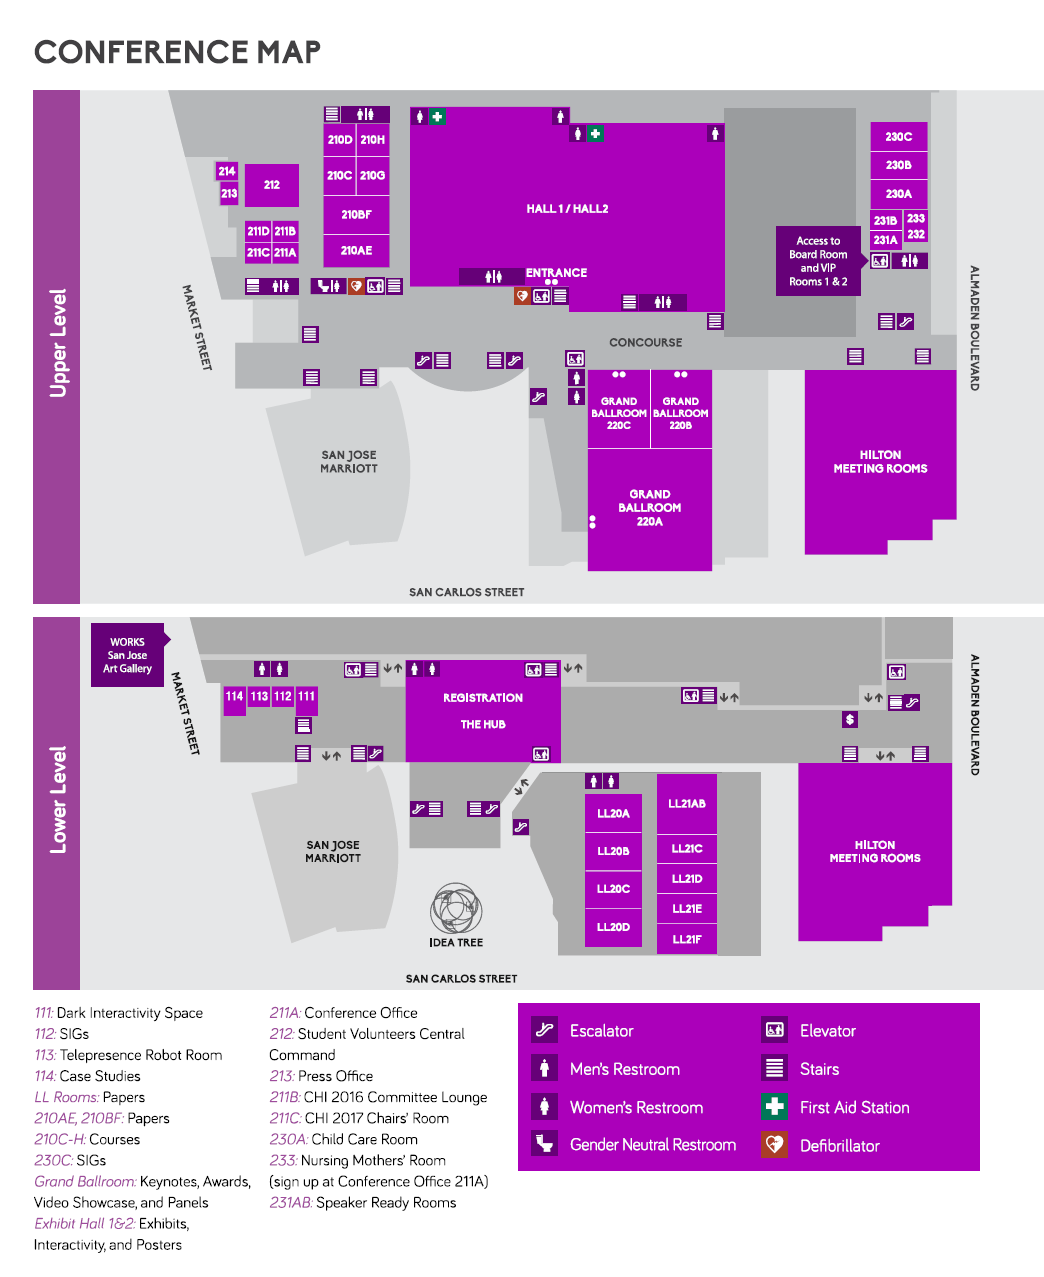 CONFERENCE MAP
Upper Level
210D 210H
210C 210G
210BF
210AE
214
213
212
211D 211B
211C 211A
HALL 1 / HALL2
ENTRANCE
230C
230B
230A
231B 233
231A 232
Access to
Board Room
and VIP
Rooms 1 & 2
MARKET STREET
ALMADEN BOULEVARD
CONCOURSE
GRAND
BALLROOM
220C
GRAND
BALLROOM
220B
GRAND
BALLROOM
220A
SAN JOSE
MARRIOTT
HILTON
MEETING ROOMS
SAN CARLOS STREET
Lower Level
WORKS
San Jose
Art Gallery
MARKET STREET
114 113 112 111
REGISTRATION
THE HUB
$
ALMADEN BOULEVARD
LL20A
LL20B
LL20C
LL20D
LL21AB
LL21C
LL21D
LL21E
LL21F
SAN JOSE
MARRIOTT
HILTON
MEETING ROOMS
IDEA TREE
SAN CARLOS STREET
111: Dark Interactivity Space
112: SIGs
113: Telepresence Robot Room
114: Case Studies
LL Rooms: Papers
210AE, 210BF: Papers
210C-H: Courses
230C: SIGs
Grand Ballroom: Keynotes, Awards,
Video Showcase, and Panels
Exhibit Hall 1&2: Exhibits,
Interactivity, and Posters
211A: Conference Office
212: Student Volunteers Central
Command
213: Press Office
211B: CHI 2016 Committee Lounge
211C: CHI 2017 Chairs' Room
230A: Child Care Room
233: Nursing Mothers' Room
(sign up at Conference Office 211A)
231AB: Speaker Ready Rooms
Escalator
Men's Restroom
Women's Restroom
Gender Neutral Restroom
Elevator
Stairs
First Aid Station
Defibrillator